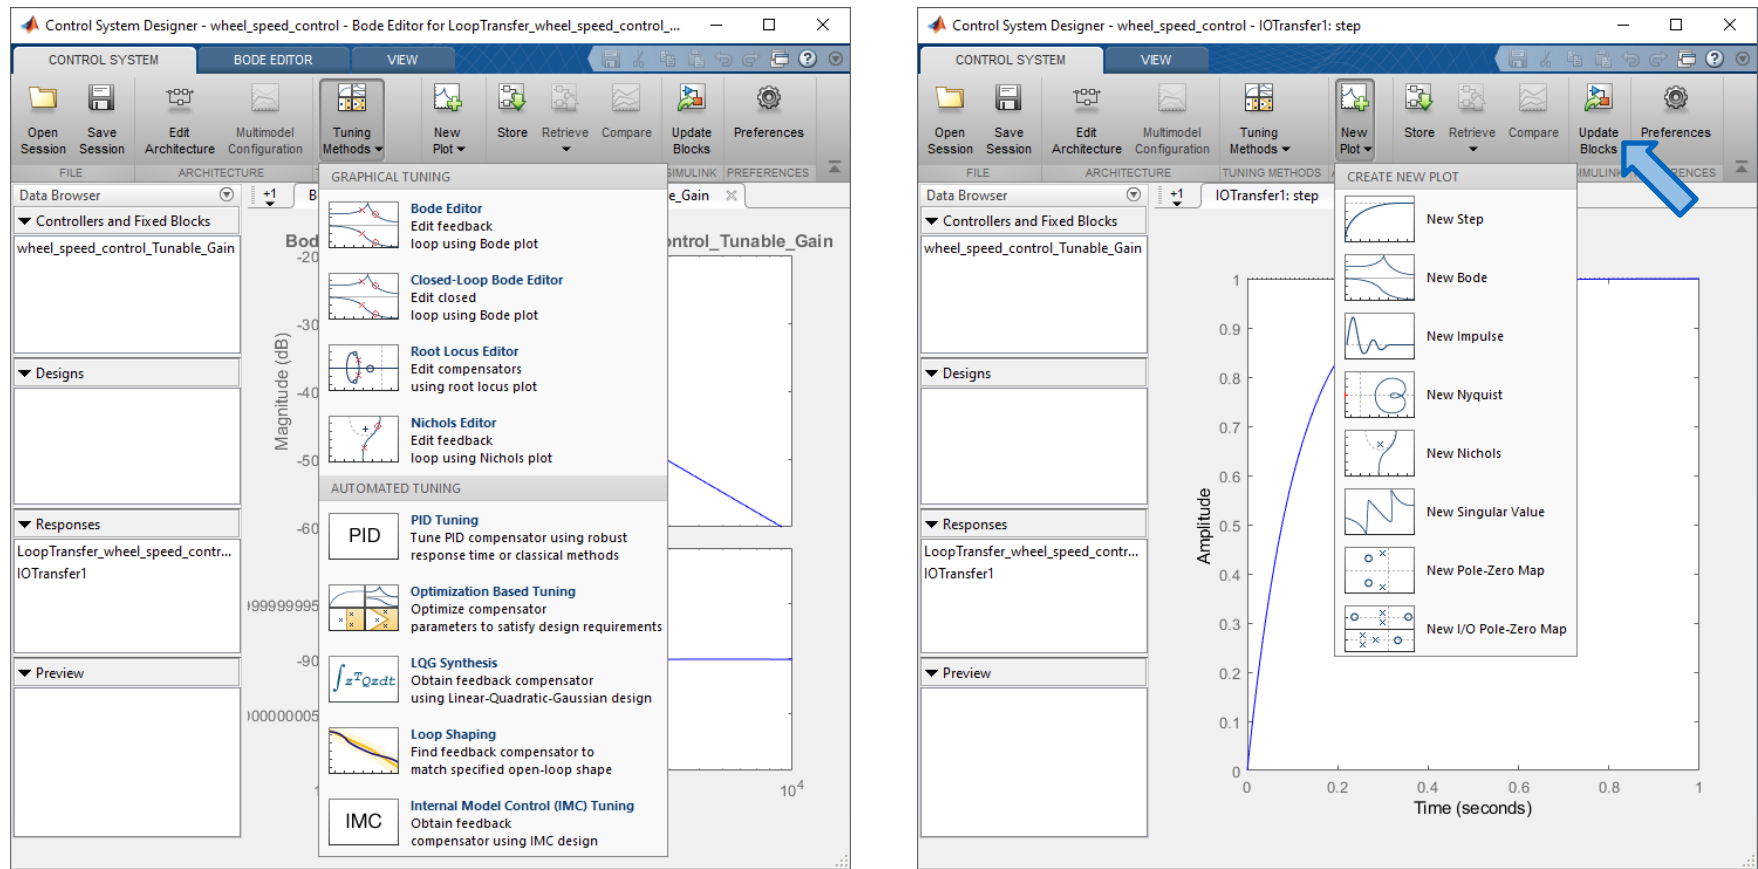 Control System Designer - wheel_speed_control - Bode Editor for LoopTransfer_wheel_speed_control_...
CONTROL SYSTEM
BODE EDITOR
VIEW
Open Session
Save Session
Edit Architecture
Multimodel Configuration
Tuning Methods
New Plot
Store
Retrieve
Compare
Update Blocks
Preferences
FILE
ARCHITE
SIMULINK
PREFERENCES
Data Browser
+1
B
e_Gain
Controllers and Fixed Blocks
wheel_speed_control_Tunable_Gain
Designs
Responses
LoopTransfer_wheel_speed_contr...
IOTransfer1
Preview
GRAPHICAL TUNING
Bode Editor
Edit feedback
loop using Bode plot
Closed-Loop Bode Editor
Edit closed
loop using Bode plot
Root Locus Editor
Edit compensators
using root locus plot
Nichols Editor
Edit feedback
loop using Nichols plot
AUTOMATED TUNING
PID
PID Tuning
Tune PID compensator using robust
response time or classical methods
Optimization Based Tuning
Optimize compensator
parameters to satisfy design requirements
∫zᵀQzdt
LQG Synthesis
Obtain feedback compensator
using Linear-Quadratic-Gaussian design
Loop Shaping
Find feedback compensator to
match specified open-loop shape
IMC
Internal Model Control (IMC) Tuning
Obtain feedback
compensator using IMC design
Bod
ontrol_Tunable_Gain
Magnitude (dB)
-20
-30
-40
-50
-60
-90
10⁴
Control System Designer - wheel_speed_control - IOTransfer1: step
CONTROL SYSTEM
VIEW
Open Session
Save Session
Edit Architecture
Multimodel Configuration
Tuning Methods
New Plot
Store
Retrieve
Compare
Update Blocks
Preferences
FILE
ARCHITECTURE
TUNING METHODS
SIMULINK
ENCES
Data Browser
+1
IOTransfer1: step
Controllers and Fixed Blocks
wheel_speed_control_Tunable_Gain
Designs
Responses
LoopTransfer_wheel_speed_contr...
IOTransfer1
Preview
CREATE NEW PLOT
New Step
New Bode
New Impulse
New Nyquist
New Nichols
New Singular Value
New Pole-Zero Map
New I/O Pole-Zero Map
Amplitude
1
0.9
0.8
0.7
0.6
0.5
0.4
0.3
0.2
0.1
0
0
0.2
0.4
0.6
0.8
1
Time (seconds)